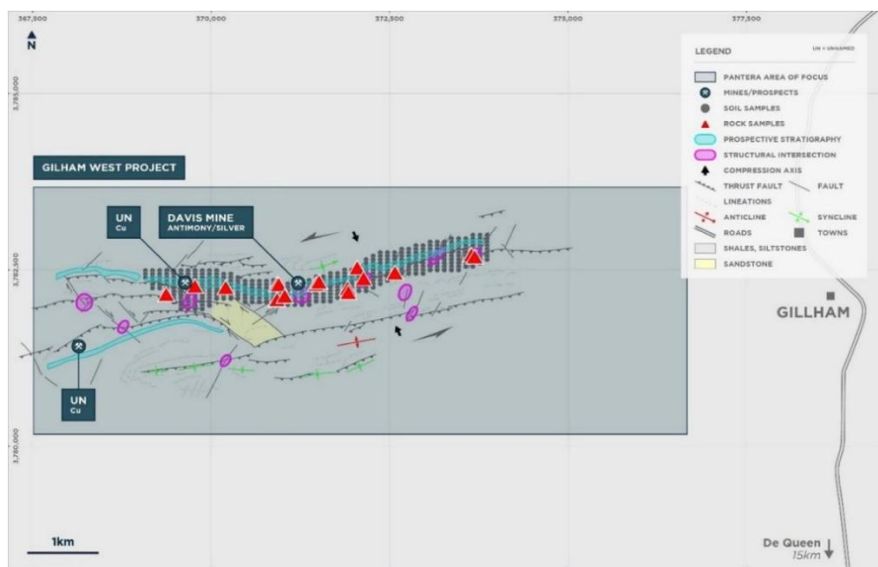 367,500 370,000 372,500 375,000 377,500
N
3,785,000
3,782,500
3,780,000
GILHAM WEST PROJECT
UN
Cu
DAVIS MINE
ANTIMONY/SILVER
UN
Cu
LEGEND
UN = UNNAMED
PANTERA AREA OF FOCUS
MINES/PROSPECTS
SOIL SAMPLES
ROCK SAMPLES
PROSPECTIVE STRATIGRAPHY
STRUCTURAL INTERSECTION
COMPRESSION AXIS
THRUST FAULT FAULT
LINEATIONS
ANTICLINE SYNCLINE
ROADS TOWNS
SHALES, SILTSTONES
SANDSTONE
GILLHAM
1km
De Queen
15km